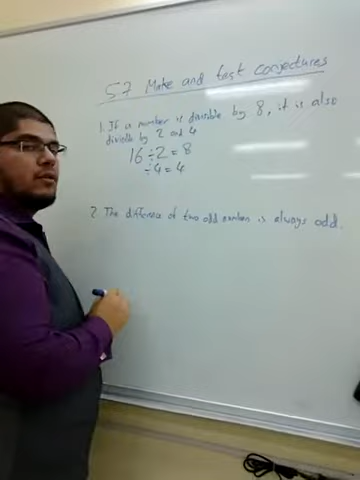 5.7 Make and test conjectures
1. If a number is divisible by 8, it is also
divisible by 2 and 4
16 ÷ 2 = 8
÷ 4 = 4
2 The difference of two odd number is always odd.